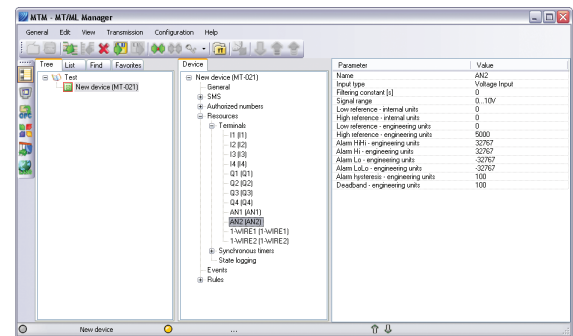 MTM - MT/ML Manager
General Edit View Transmission Configuration Help
Tree List Find Favorites
Test
New device (MT-021)
Device
New device (MT-021)
General
SMS
Authorized numbers
Resources
Terminals
I1 (I1)
I2 (I2)
I3 (I3)
I4 (I4)
Q1 (Q1)
Q2 (Q2)
Q3 (Q3)
Q4 (Q4)
AN1 (AN1)
AN2 (AN2)
1-WIRE1 (1-WIRE1)
1-WIRE2 (1-WIRE2)
Synchronous timers
State logging
Events
Rules
Parameter Value
Name AN2
Input type Voltage Input
Filtering constant [s] 0
Signal range 0...10V
Low reference - internal units 0
High reference - internal units 0
Low reference - engineering units 0
High reference - engineering units 5000
Alarm HiHi - engineering units 32767
Alarm Hi - engineering units 32767
Alarm Lo - engineering units -32767
Alarm LoLo - engineering units -32767
Alarm hysteresis - engineering units 100
Deadband - engineering units 100
OPC
New device ...